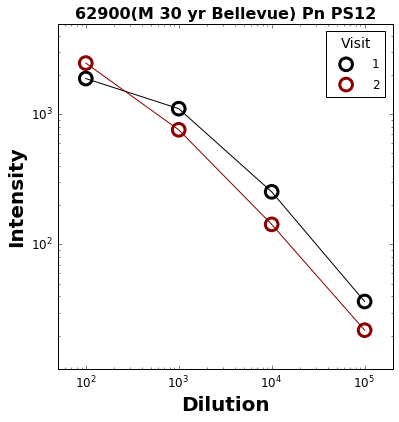 62900(M 30 yr Bellevue) Pn PS12
Visit
1
2
10³
10²
Intensity
10² 10³ 10⁴ 10⁵
Dilution